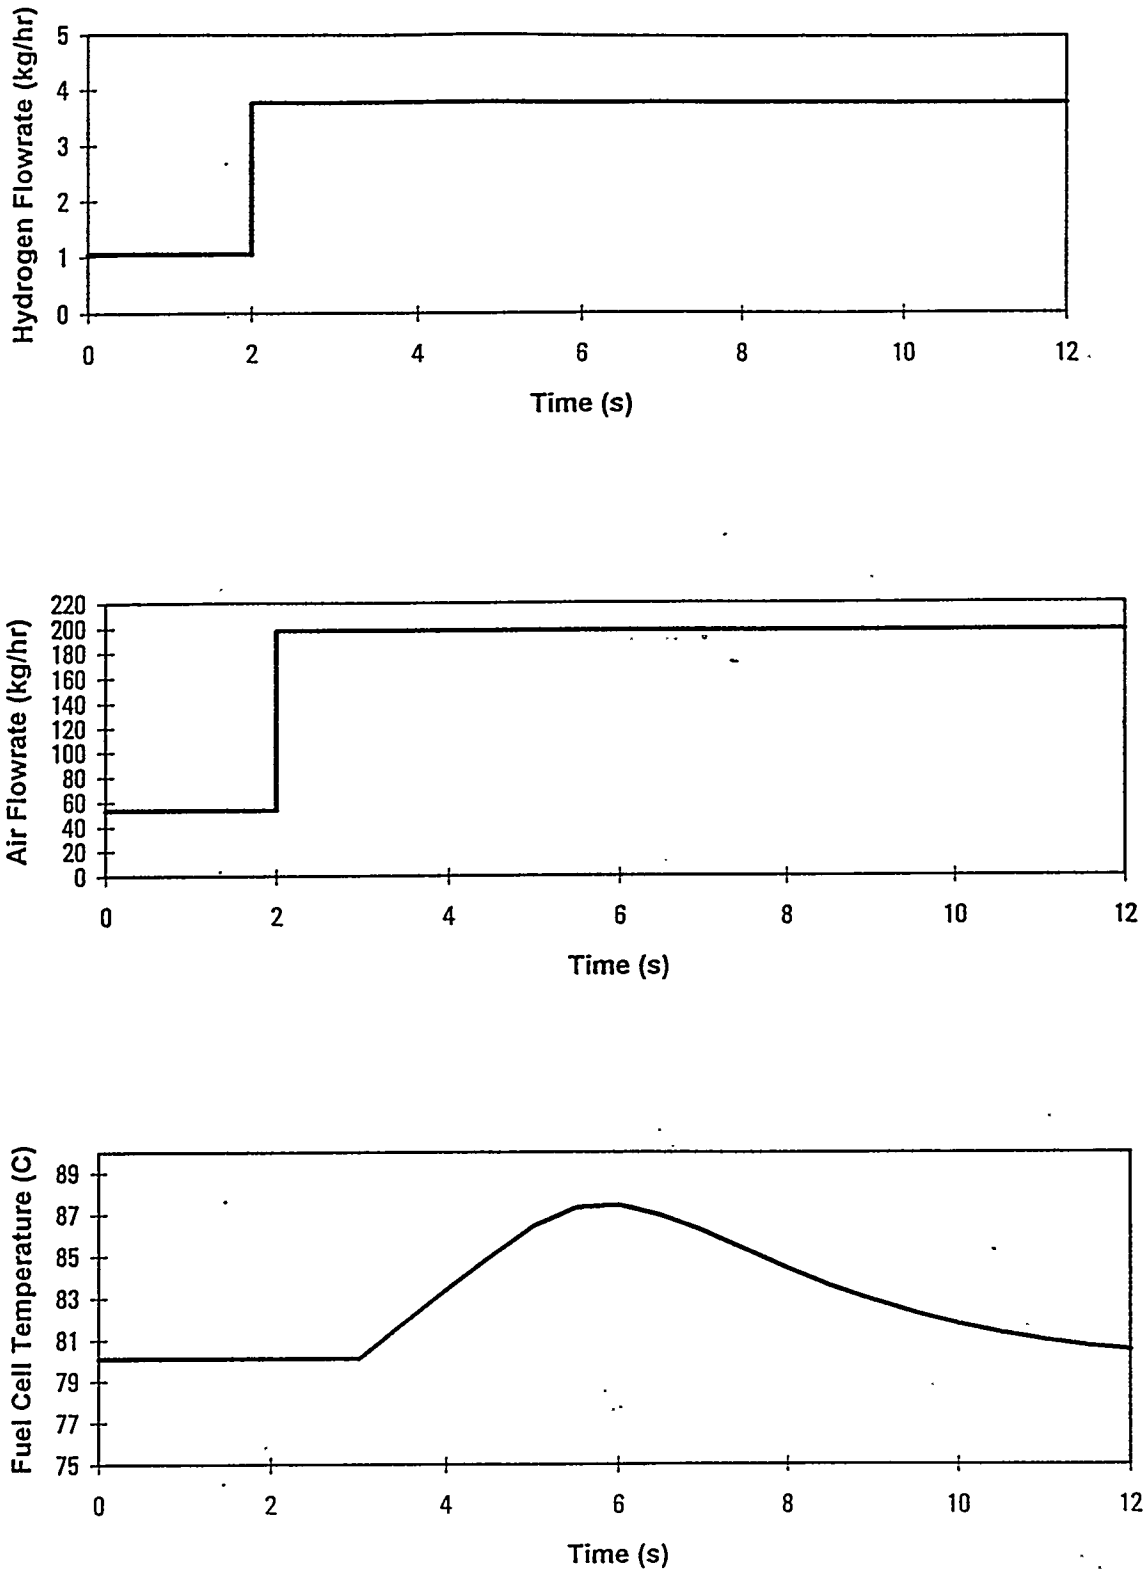 Hydrogen Flowrate (kg/hr)
5
4
3
2
1
0
0 2 4 6 8 10 12
Time (s)
Air Flowrate (kg/hr)
220
200
180
160
140
120
100
80
60
40
20
0
0 2 4 6 8 10 12
Time (s)
Fuel Cell Temperature (C)
89
87
85
83
81
79
77
75
0 2 4 6 8 10 12
Time (s)